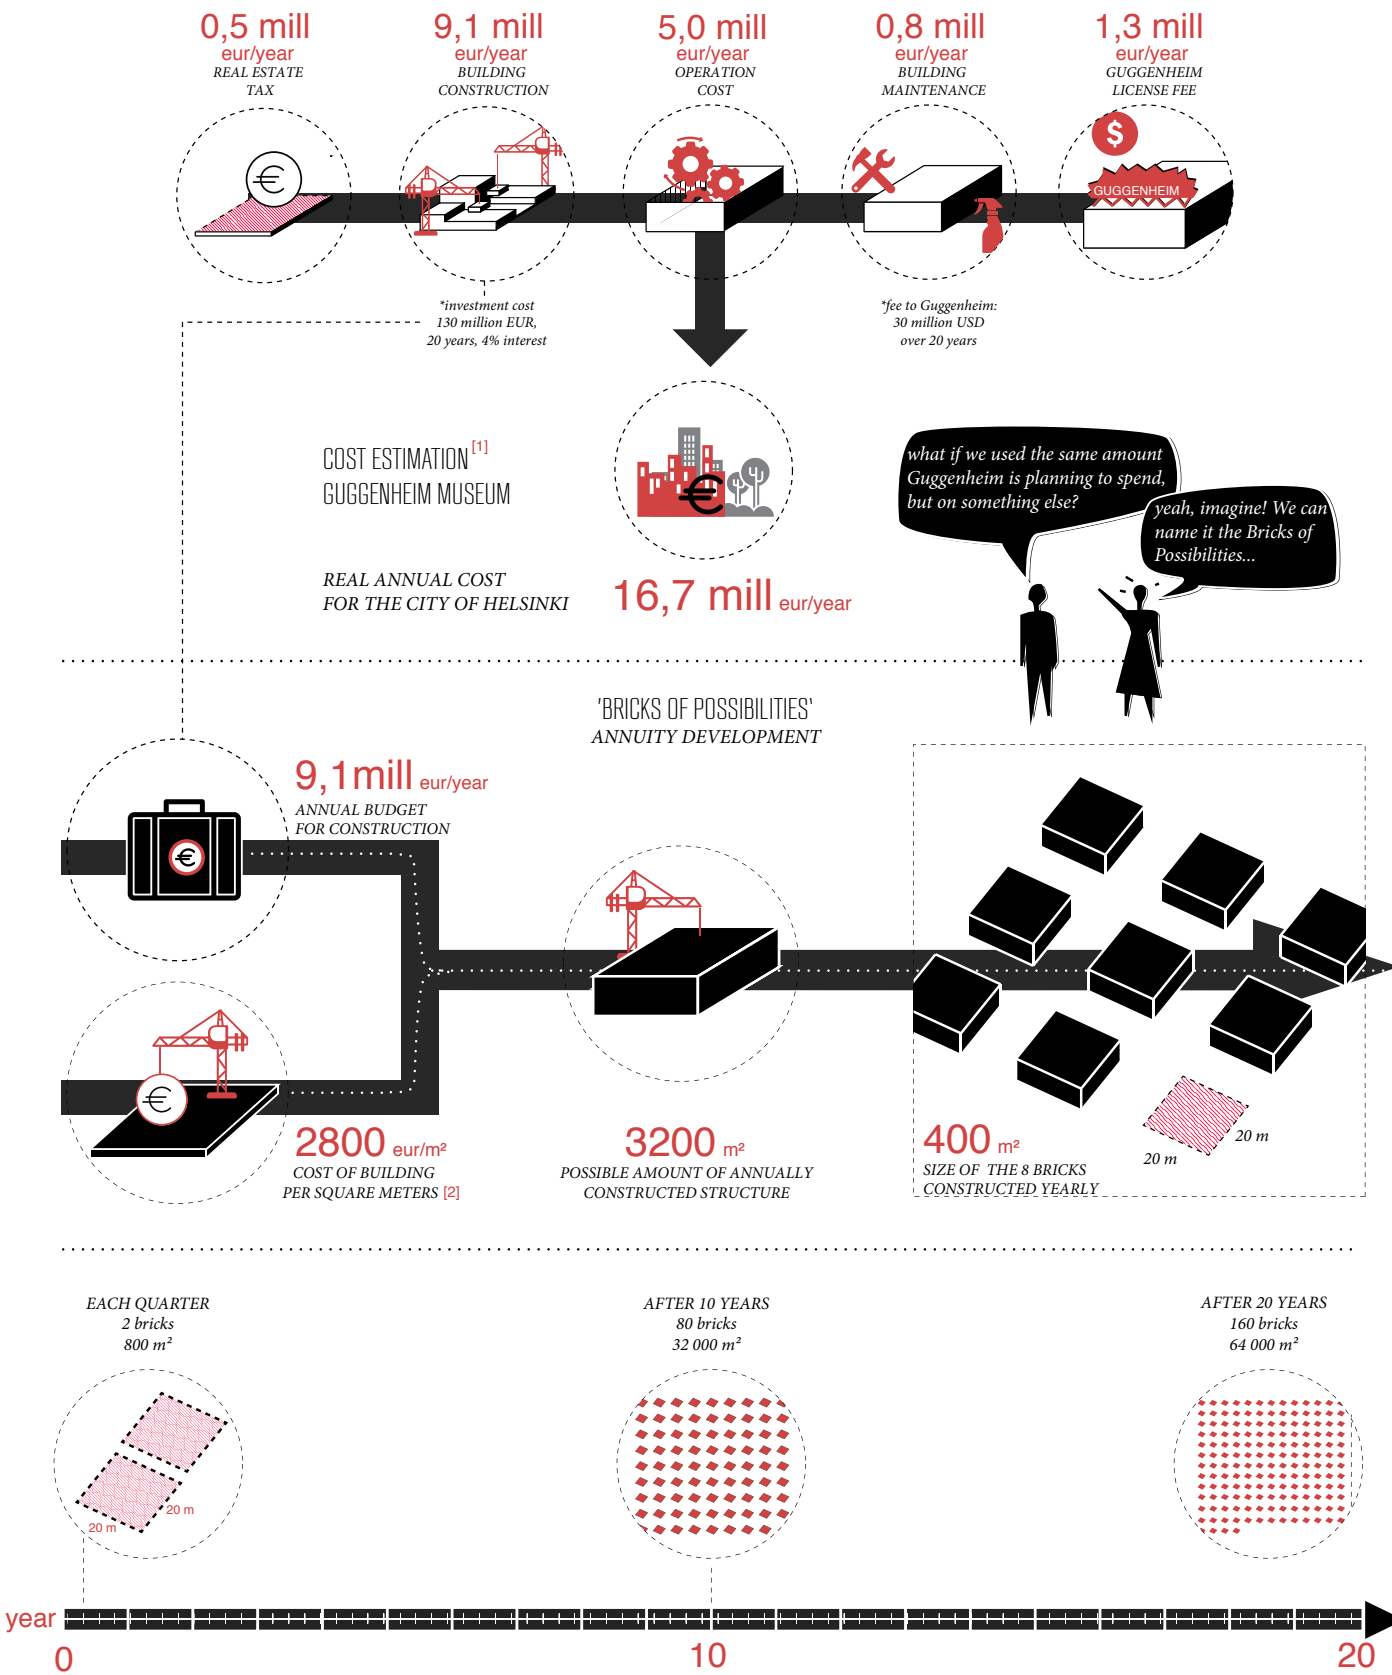 0,5 mill
eur/year
REAL ESTATE
TAX
9,1 mill
eur/year
BUILDING
CONSTRUCTION
5,0 mill
eur/year
OPERATION
COST
0,8 mill
eur/year
BUILDING
MAINTENANCE
1,3 mill
eur/year
GUGGENHEIM
LICENSE FEE
€
$
GUGGENHEIM
*investment cost
130 million EUR,
20 years, 4% interest
*fee to Guggenheim:
30 million USD
over 20 years
COST ESTIMATION [1]
GUGGENHEIM MUSEUM
€
what if we used the same amount
Guggenheim is planning to spend,
but on something else?
yeah, imagine! We can
name it the Bricks of
Possibilities...
REAL ANNUAL COST
FOR THE CITY OF HELSINKI
16,7 mill eur/year
'BRICKS OF POSSIBILITIES'
ANNUITY DEVELOPMENT
9,1mill eur/year
ANNUAL BUDGET
FOR CONSTRUCTION
€
€
2800 eur/m²
COST OF BUILDING
PER SQUARE METERS [2]
3200 m²
POSSIBLE AMOUNT OF ANNUALLY
CONSTRUCTED STRUCTURE
400 m²
SIZE OF THE 8 BRICKS
CONSTRUCTED YEARLY
20 m
20 m
EACH QUARTER
2 bricks
800 m²
20 m
20 m
AFTER 10 YEARS
80 bricks
32 000 m²
AFTER 20 YEARS
160 bricks
64 000 m²
year
0
10
20